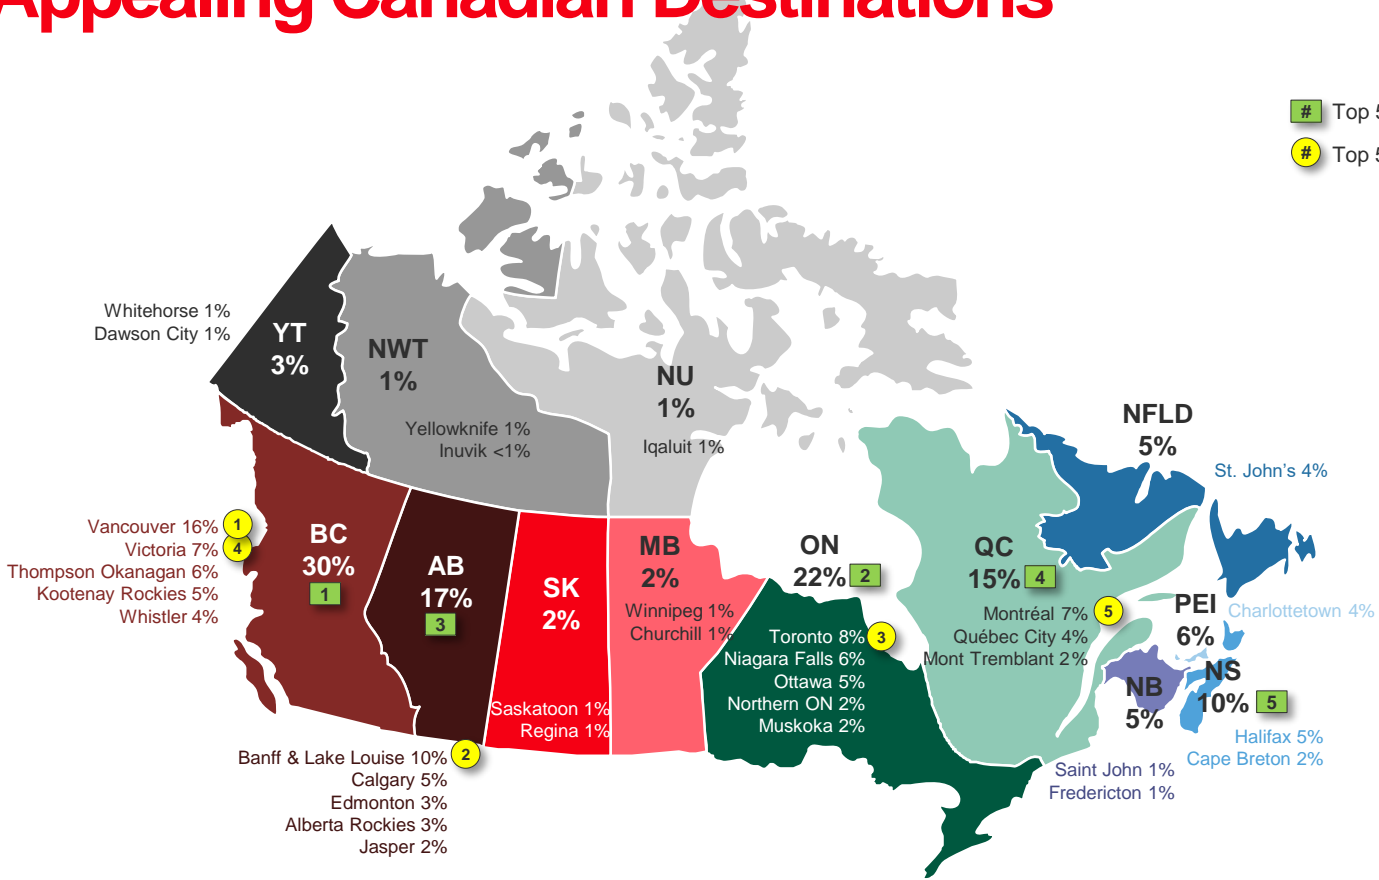 Appealing Canadian Destinations
# Top 5
# Top 5
Whitehorse 1%
Dawson City 1%
YT
3%
NWT
1%
Yellowknife 1%
Inuvik <1%
NU
1%
Iqaluit 1%
NFLD
5%
St. John's 4%
Vancouver 16% 1
Victoria 7% 4
Thompson Okanagan 6%
Kootenay Rockies 5%
Whistler 4%
BC
30%
1
AB
17%
3
Banff & Lake Louise 10% 2
Calgary 5%
Edmonton 3%
Alberta Rockies 3%
Jasper 2%
SK
2%
Saskatoon 1%
Regina 1%
MB
2%
Winnipeg 1%
Churchill 1%
ON
22% 2
Toronto 8% 3
Niagara Falls 6%
Ottawa 5%
Northern ON 2%
Muskoka 2%
QC
15% 4
Montréal 7% 5
Québec City 4%
Mont Tremblant 2%
PEI
6%
Charlottetown 4%
NB
5%
Saint John 1%
Fredericton 1%
NS
10% 5
Halifax 5%
Cape Breton 2%